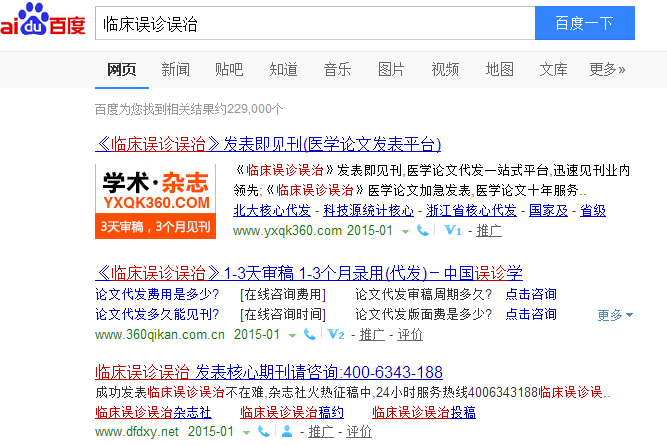 Bai du 百度 临床误诊误治 百度一下
网页 新闻 贴吧 知道 音乐 图片 视频 地图 文库 更多»
百度为您找到相关结果约229,000个
《临床误诊误治》发表即见刊(医学论文发表平台)
学术·杂志
YXQK360.COM
3天审稿，3个月见刊
《临床误诊误治》发表即见刊,医学论文代发一站式平台,迅速见刊业内
领先;《临床误诊误治》医学论文加急发表,医学论文十年服务..
北大核心代发 - 科技源统计核心 - 浙江省核心代发 - 国家及 - 省级
www.yxqk360.com 2015-01 V1 - 推广
《临床误诊误治》1-3天审稿 1-3个月录用(代发)－中国误诊学
论文代发费用是多少? [在线咨询费用] 论文代发审稿周期多久? 点击咨询
论文代发多久能见刊? [在线咨询时间] 论文代发版面费是多少? 点击咨询 更多
www.360qikan.com.cn 2015-01 V2 - 推广 - 评价
临床误诊误治 发表核心期刊请咨询:400-6343-188
成功发表临床误诊误治不在难,杂志社火热征稿中,24小时服务热线4006343188临床误诊误..
临床误诊误治杂志社 临床误诊误治稿约 临床误诊误治投稿
www.dfdxy.net 2015-01 - 推广 - 评价